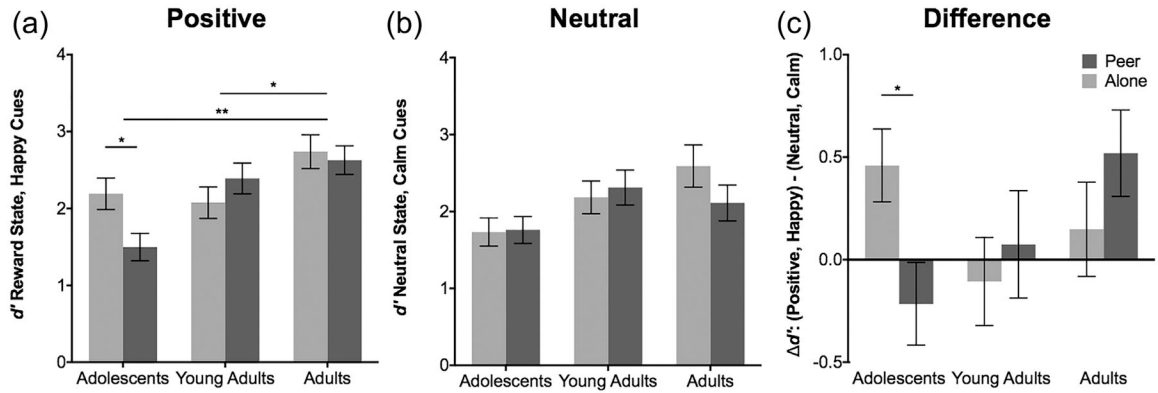 (a)
Positive
d' Reward State, Happy Cues
4
3
2
1
0
*
**
*
Adolescents Young Adults Adults
(b)
Neutral
d' Neutral State, Calm Cues
4
3
2
1
0
Adolescents Young Adults Adults
(c)
Difference
Δd': (Positive, Happy) - (Neutral, Calm)
1.0
0.5
0.0
-0.5
*
Peer
Alone
Adolescents Young Adults Adults